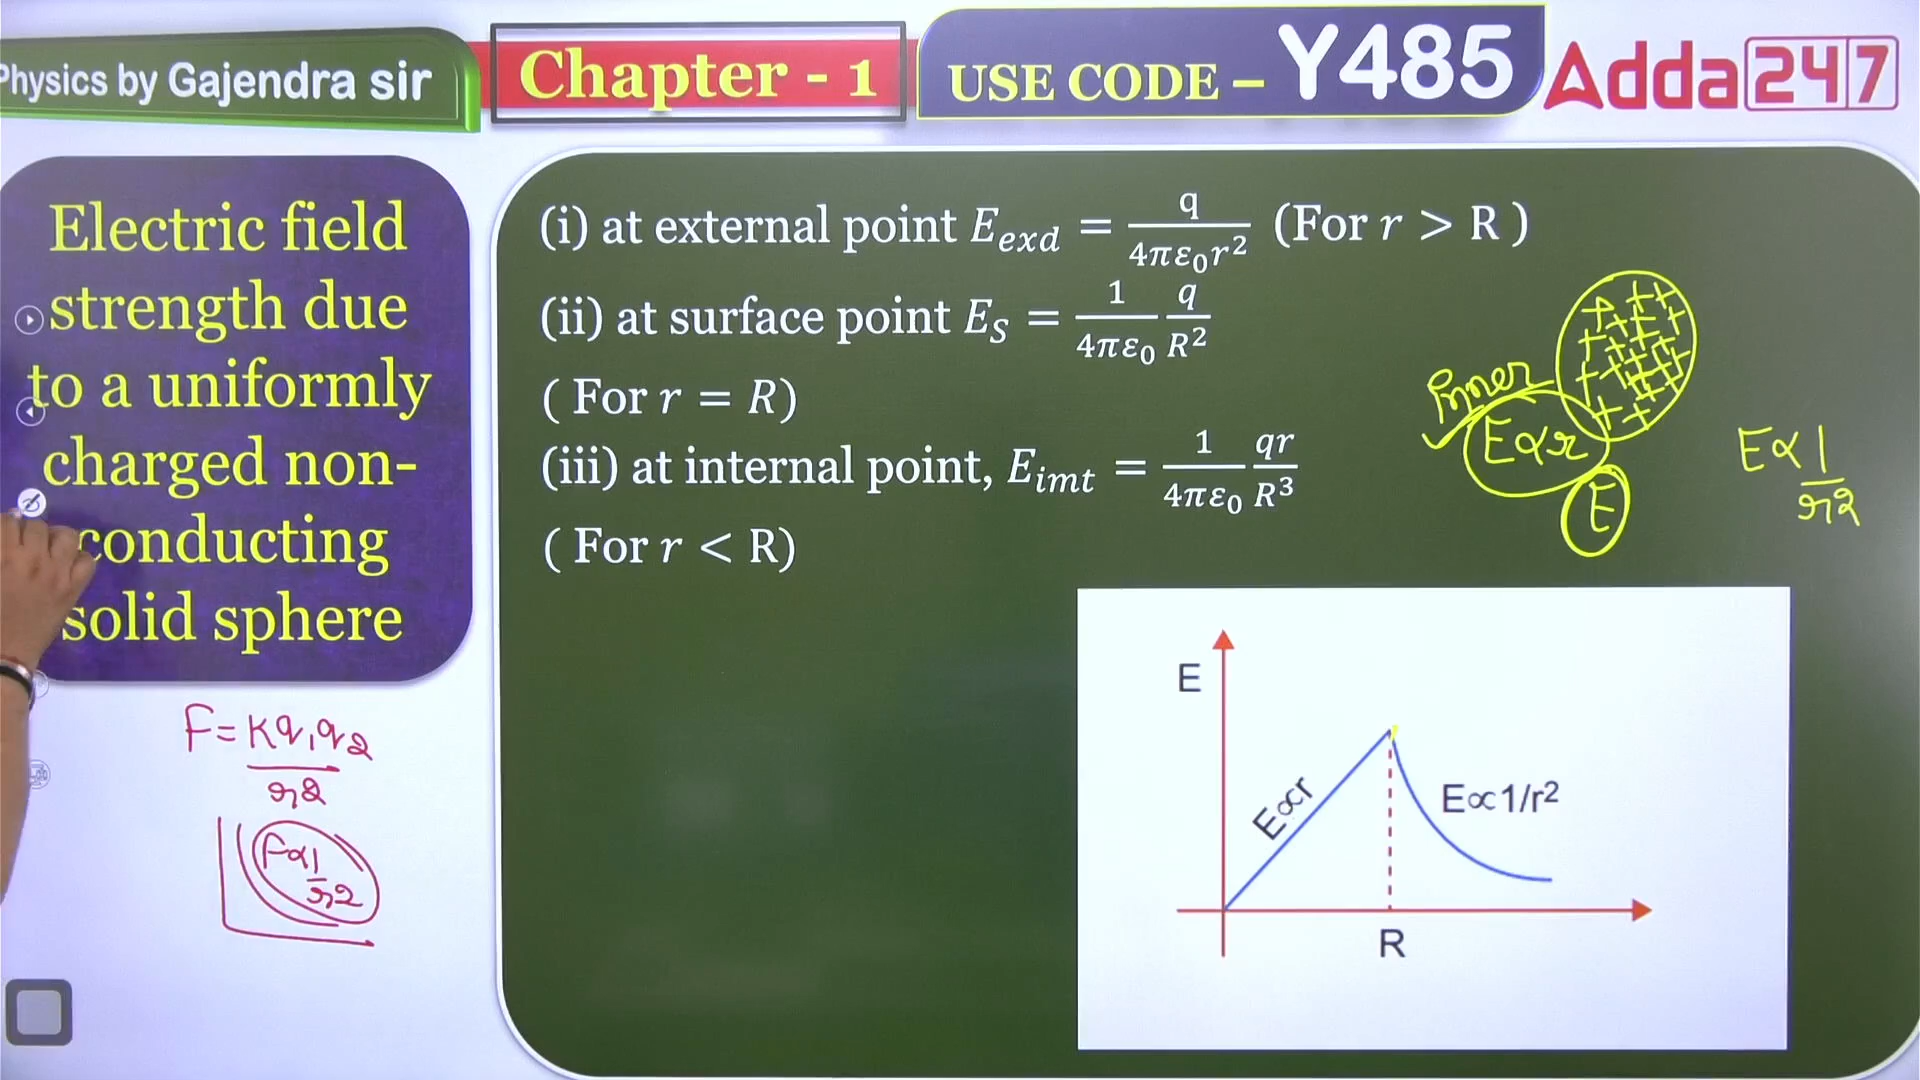 Physics by Gajendra sir
Chapter - 1
USE CODE – Y485
Adda247
Electric field
strength due
to a uniformly
charged non-
conducting
solid sphere
(i) at external point E_exd = q / 4πε₀r² (For r > R )
(ii) at surface point E_S = 1/4πε₀ q/R²
( For r = R)
(iii) at internal point, E_imt = 1/4πε₀ qr/R³
( For r < R)
Inner
E∝r
E
E∝1/r²
E
E∝r
E∝1/r²
R
F = Kq₁q₂/r²
F∝1/r²